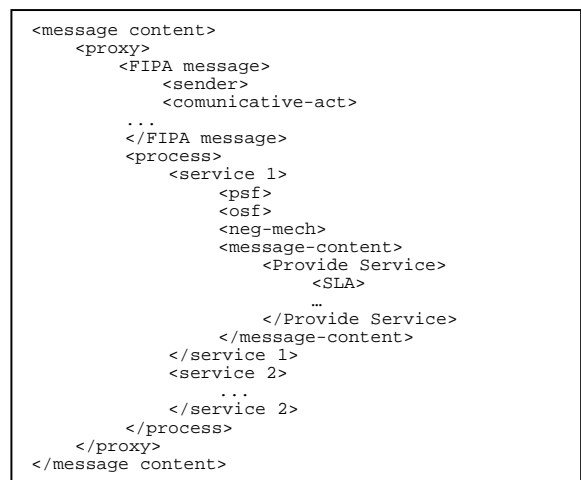 <message content>
<proxy>
<FIPA message>
<sender>
<comunicative-act>
...
</FIPA message>
<process>
<service 1>
<psf>
<osf>
<neg-mech>
<message-content>
<Provide Service>
<SLA>
…
</Provide Service>
</message-content>
</service 1>
<service 2>
...
</service 2>
</process>
</proxy>
</message content>